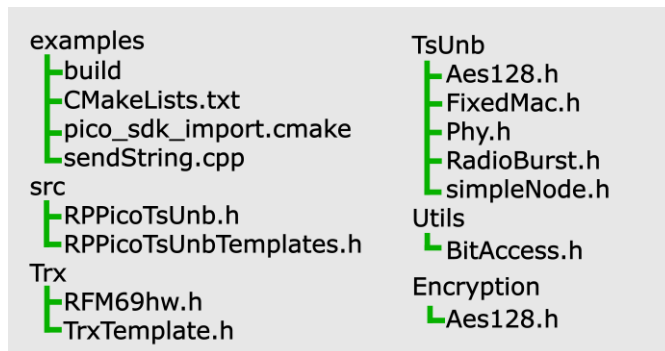 examples
build
CMakeLists.txt
pico_sdk_import.cmake
sendString.cpp
src
RPPicoTsUnb.h
RPPicoTsUnbTemplates.h
Trx
RFM69hw.h
TrxTemplate.h
TsUnb
Aes128.h
FixedMac.h
Phy.h
RadioBurst.h
simpleNode.h
Utils
BitAccess.h
Encryption
Aes128.h